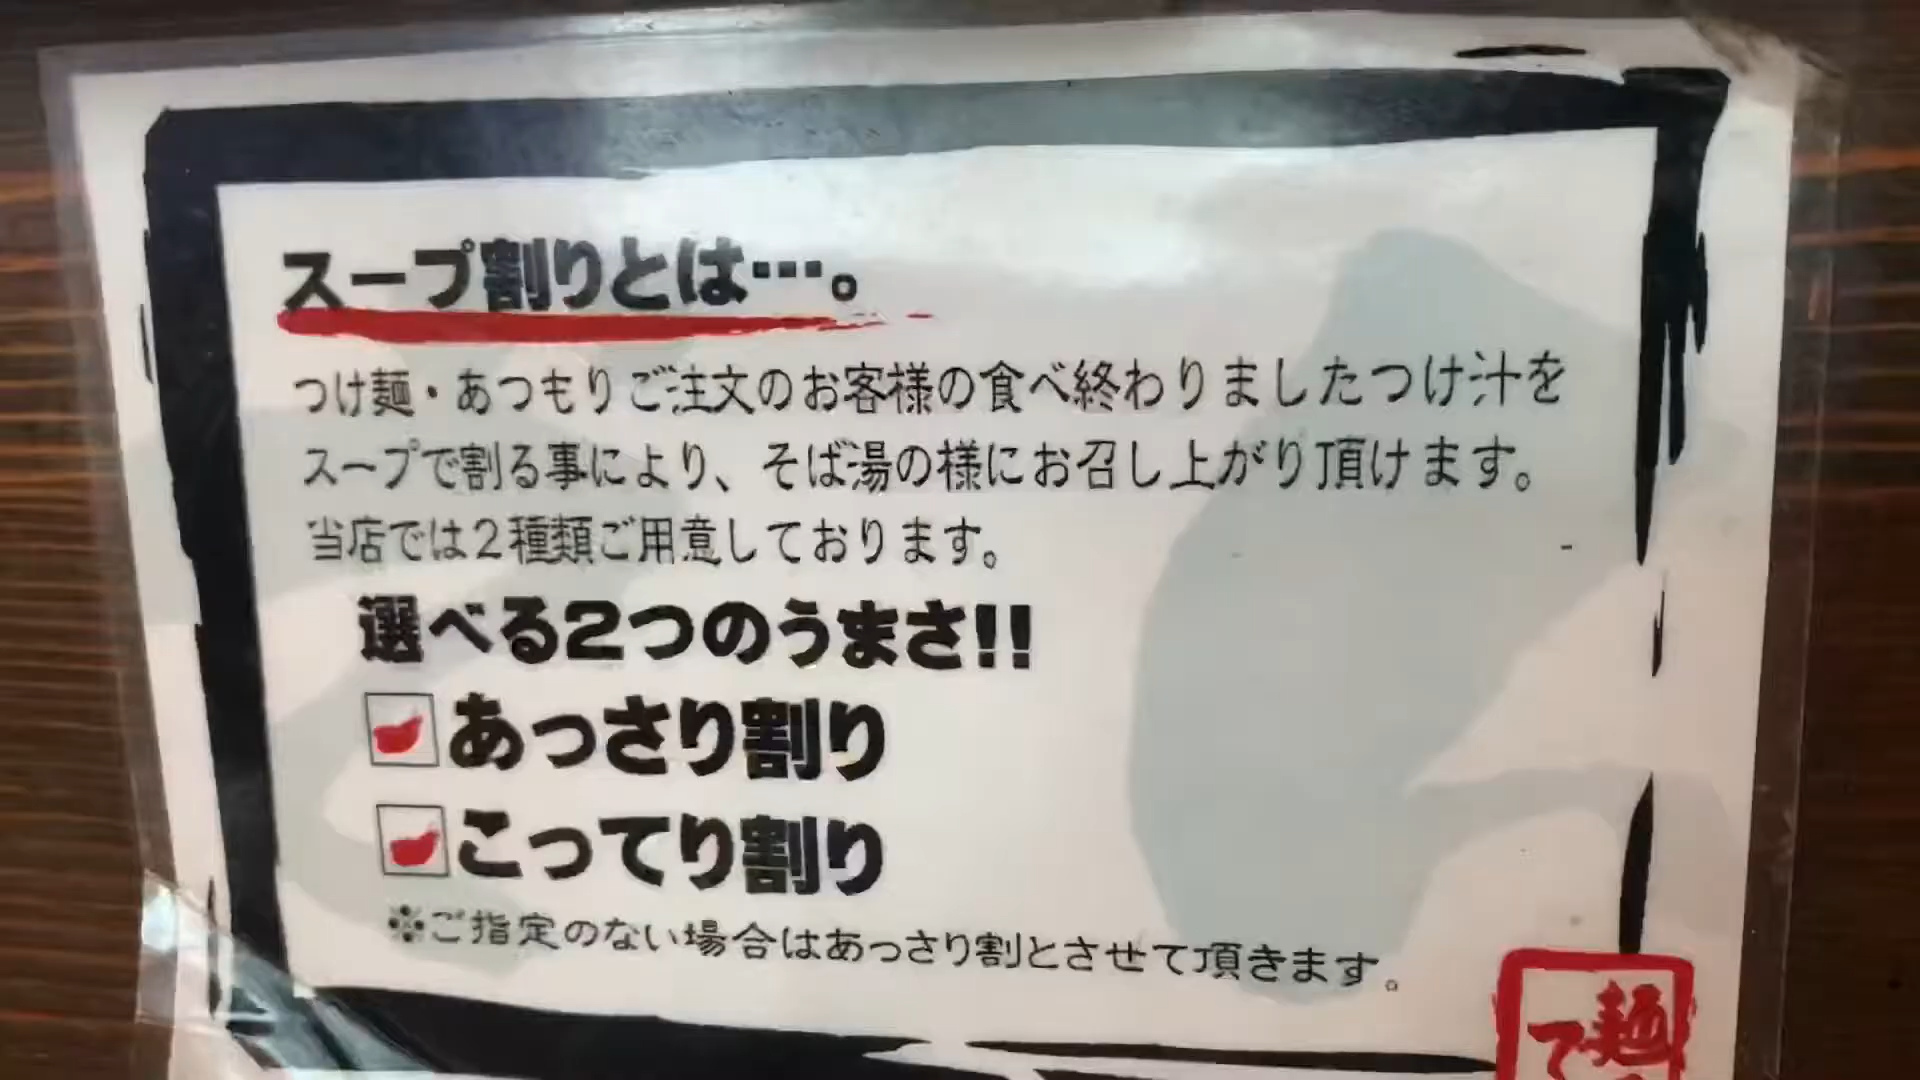 スープ割りとは…。
つけ麺・あつもりご注文のお客様の食べ終わりましたつけ汁を
スープで割る事により、そば湯の様にお召し上がり頂けます。
当店では2種類ご用意しております。
選べる2つのうまさ!!
あっさり割り
こってり割り
※ご指定のない場合はあっさり割とさせて頂きます。
麺
て